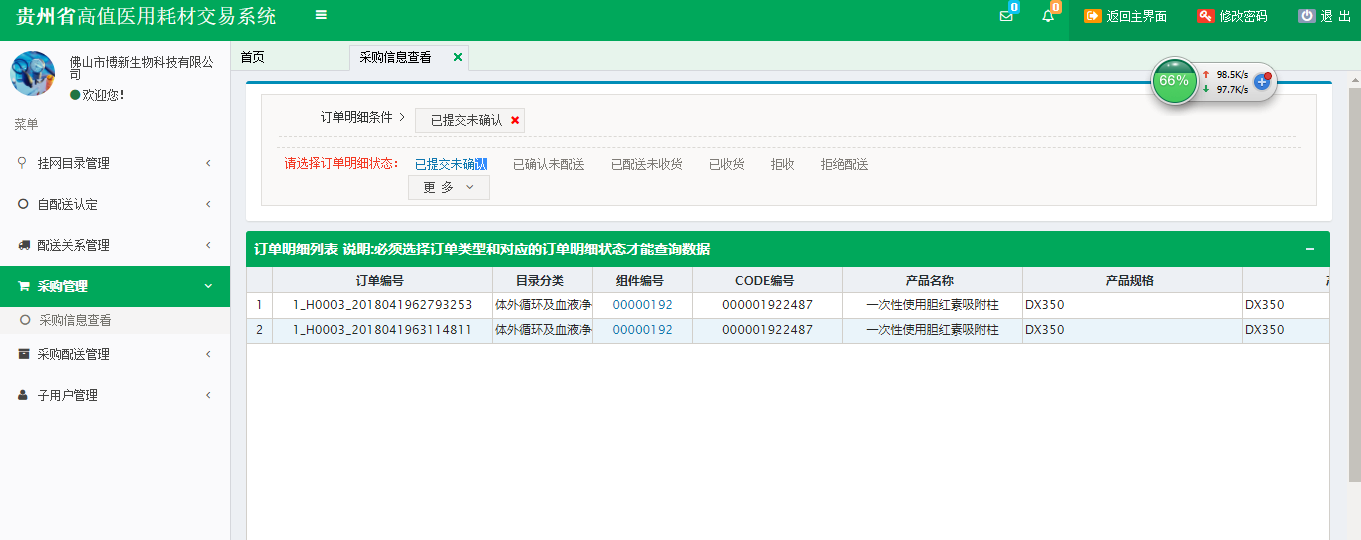 贵州省高值医用耗材交易系统
0
0
返回主界面
修改密码
退 出
佛山市博新生物科技有限公
司
欢迎您!
菜单
挂网目录管理
自配送认定
配送关系管理
采购管理
采购信息查看
采购配送管理
子用户管理
首页
采购信息查看
66%
98.5K/s
97.7K/s
订单明细条件
已提交未确认
请选择订单明细状态:
已提交未确认 已确认未配送 已配送未收货 已收货 拒收 拒绝配送
更 多
订单明细列表 说明:必须选择订单类型和对应的订单明细状态才能查询数据
订单编号 目录分类 组件编号 CODE编号 产品名称 产品规格
1 1_H0003_2018041962793253 体外循环及血液净 00000192 000001922487 一次性使用胆红素吸附柱 DX350 DX350
2 1_H0003_2018041963114811 体外循环及血液净 00000192 000001922487 一次性使用胆红素吸附柱 DX350 DX350